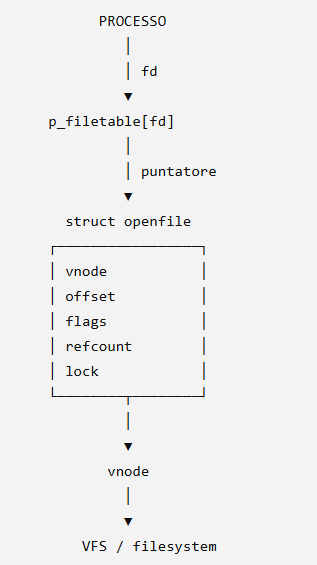 PROCESSO
fd
p_filetable[fd]
puntatore
struct openfile
vnode
offset
flags
refcount
lock
vnode
VFS / filesystem